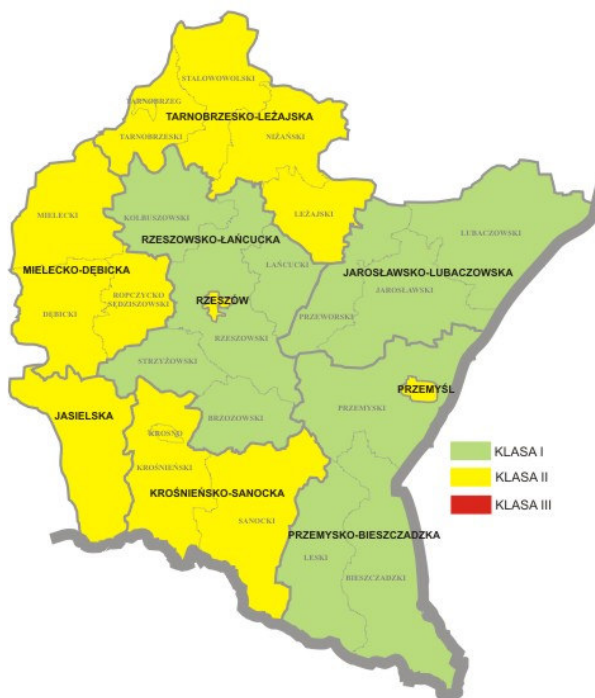 STALOWOWOLSKI
TARNOBRZEG
TARNOBRZESKO-LEŻAJSKA
TARNOBRZESKI
NIŻAŃSKI
MIELECKI
KOLBUSZOWSKI
LEŻAJSKI
LUBACZOWSKI
RZESZOWSKO-ŁAŃCUCKA
ŁAŃCUCKI
MIELECKO-DĘBICKA
JAROSŁAWSKO-LUBACZOWSKA
JAROSŁAWSKI
ROPCZYCKO
SĘDZISZOWSKI
RZESZÓW
DĘBICKI
PRZEWORSKI
RZESZOWSKI
STRZYŻOWSKI
PRZEMYŚL
PRZEMYSKI
JASIELSKA
BRZOZOWSKI
KROSNO
KROŚNIEŃSKI
KROŚNIEŃSKO-SANOCKA
SANOCKI
PRZEMYSKO-BIESZCZADZKA
LESKI
BIESZCZADZKI
KLASA I
KLASA II
KLASA III